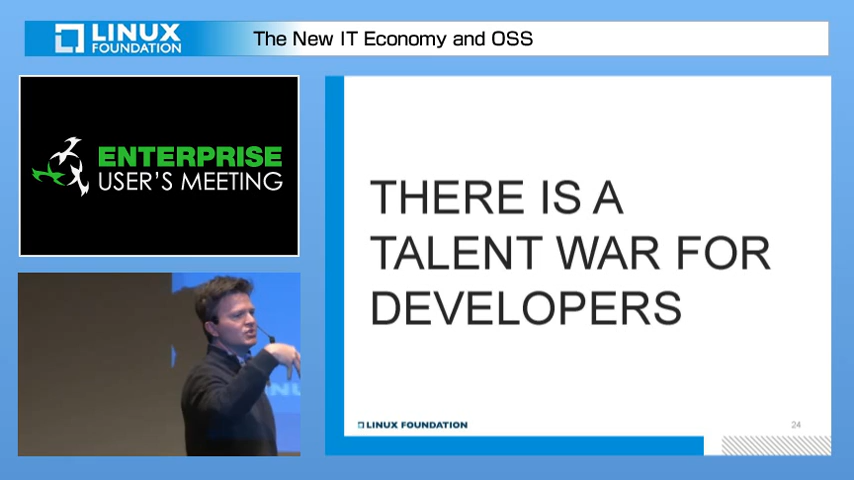 LINUX
FOUNDATION
The New IT Economy and OSS
ENTERPRISE
USER'S MEETING
THERE IS A
TALENT WAR FOR
DEVELOPERS
LINUX FOUNDATION
24